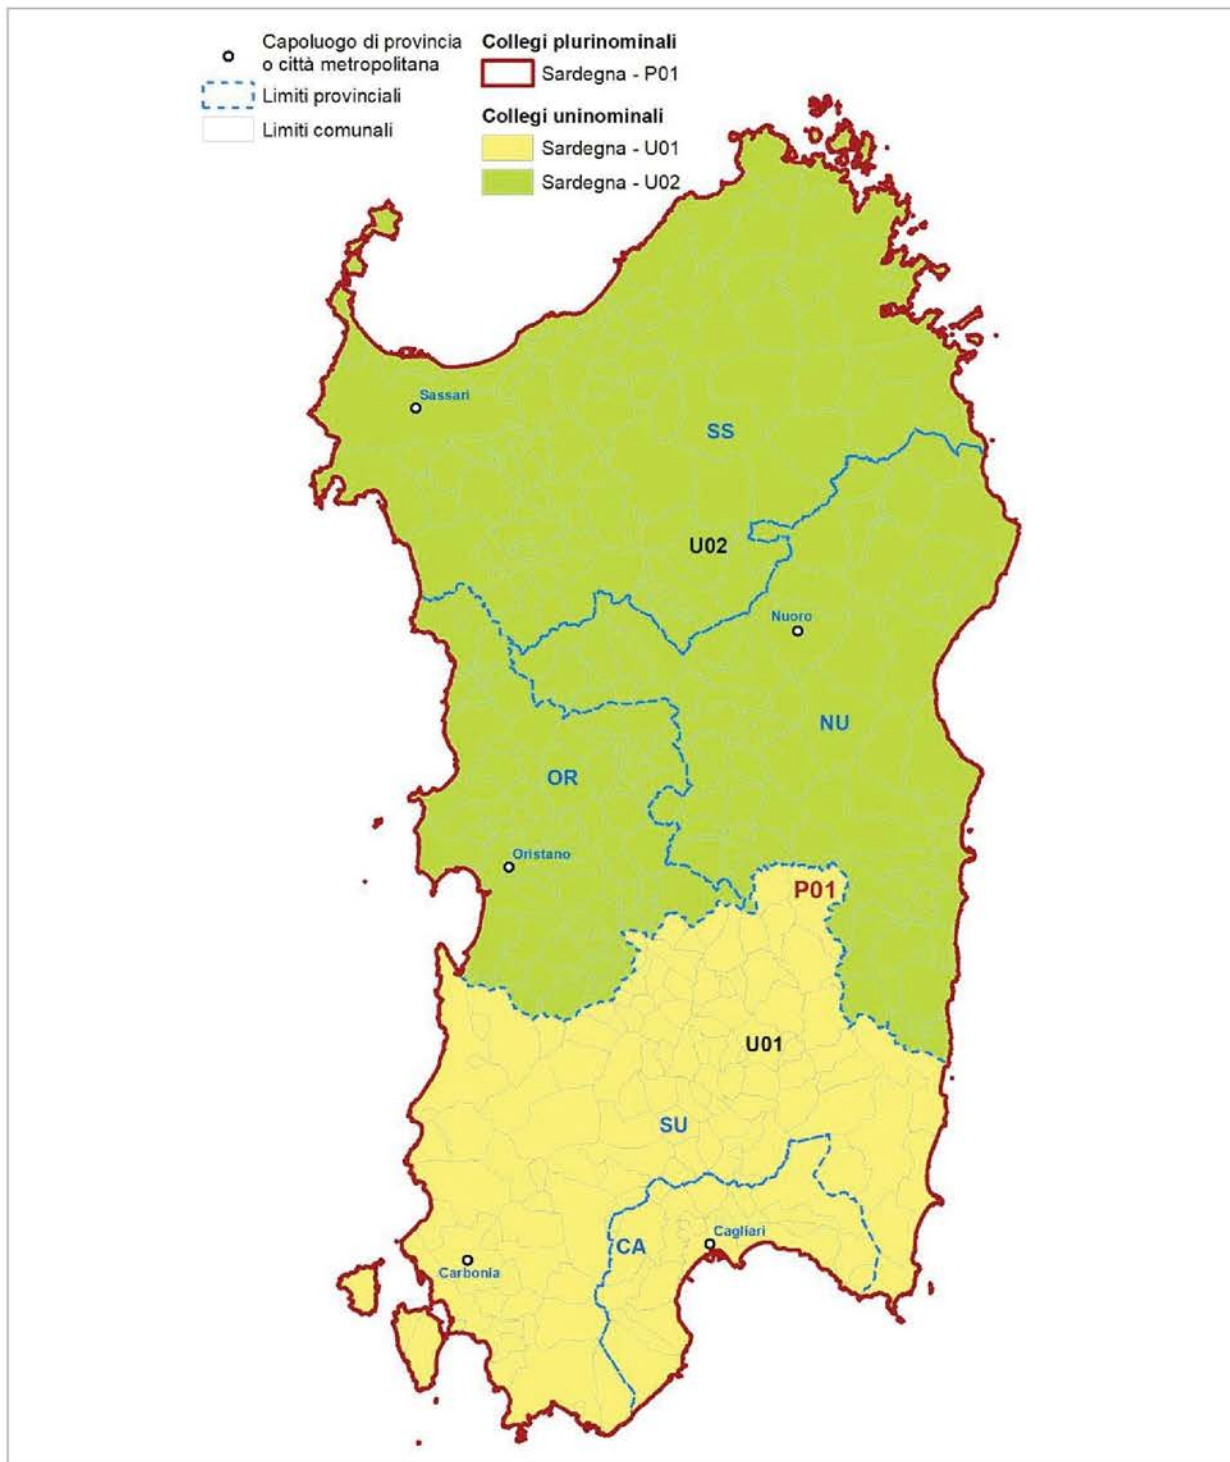 Capoluogo di provincia
o città metropolitana
Limiti provinciali
Limiti comunali
Collegi plurinominali
Sardegna - P01
Collegi uninominali
Sardegna - U01
Sardegna - U02
Sassari
SS
U02
Nuoro
NU
OR
Oristano
P01
U01
SU
Cagliari
CA
Carbonia